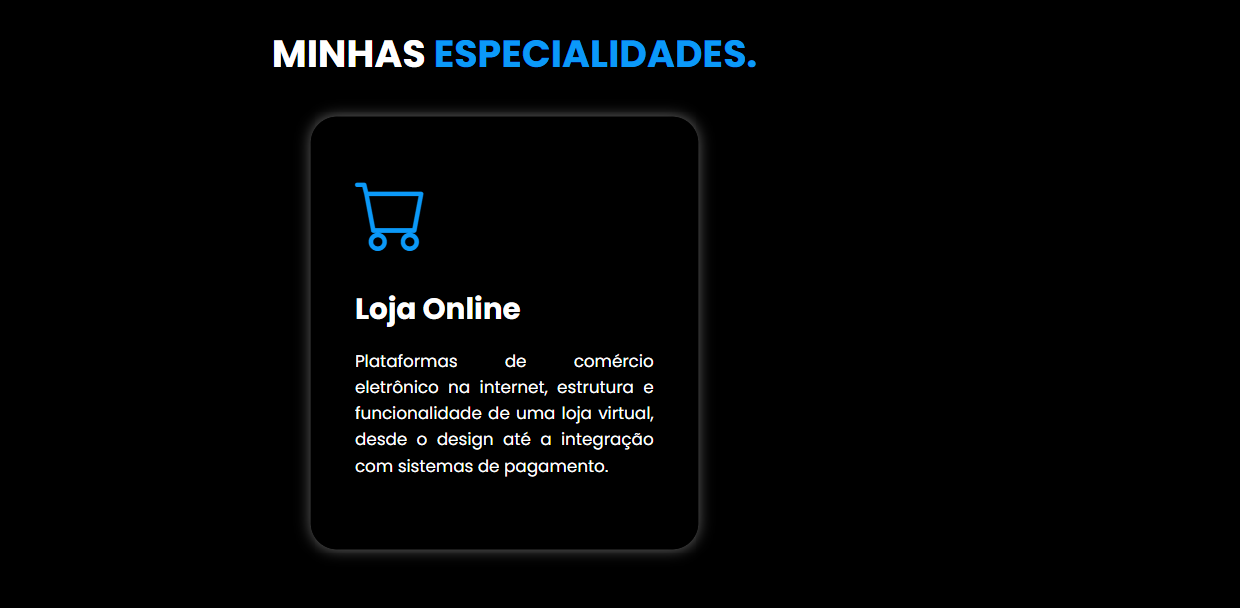 MINHAS ESPECIALIDADES.
Loja Online
Plataformas de comércio
eletrônico na internet, estrutura e
funcionalidade de uma loja virtual,
desde o design até a integração
com sistemas de pagamento.